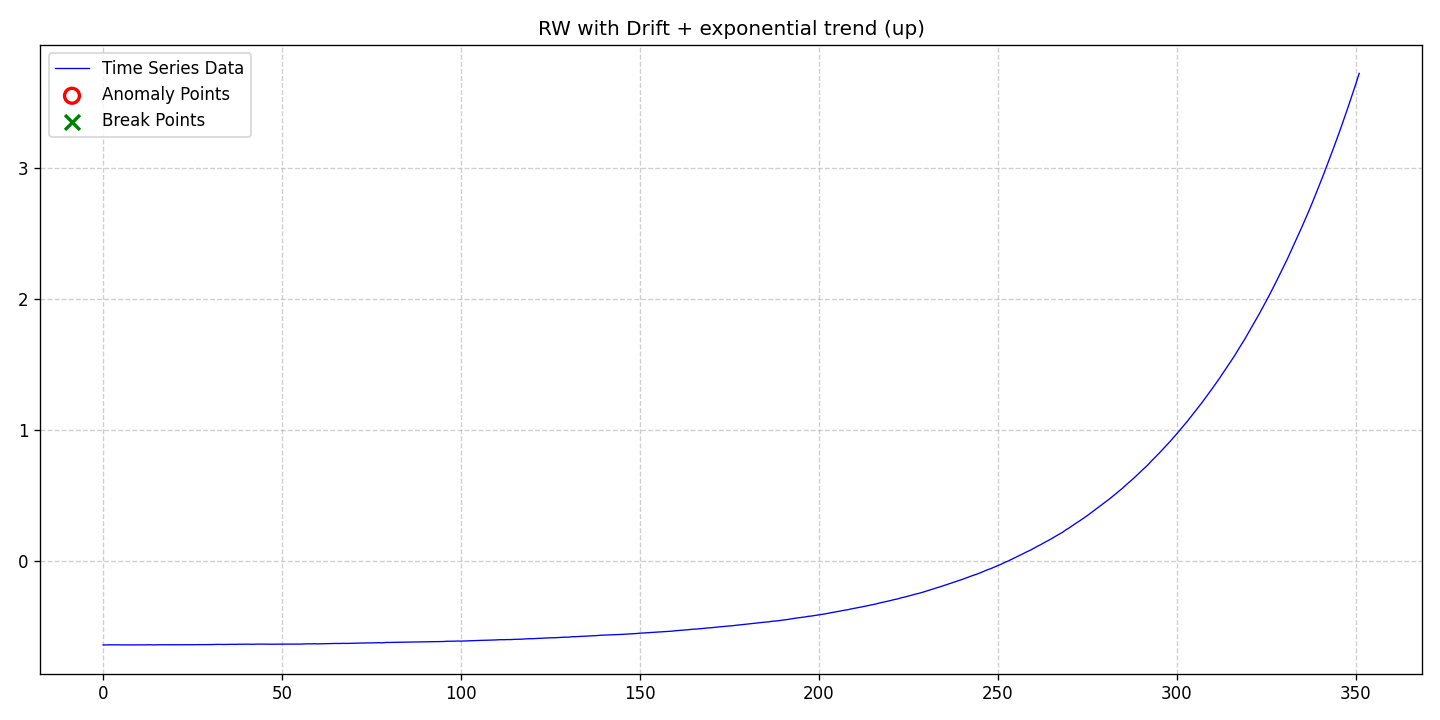 RW with Drift + exponential trend (up)
Time Series Data
Anomaly Points
Break Points
3
2
1
0
0 50 100 150 200 250 300 350